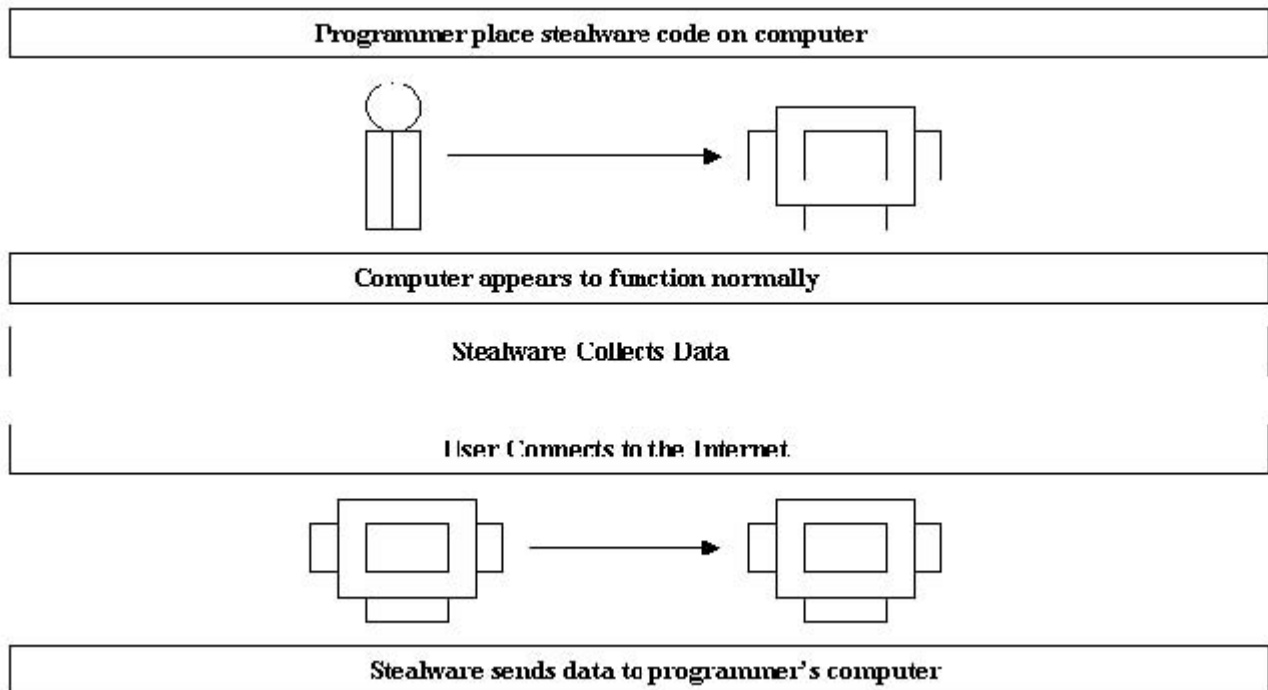 Programmer place stealware code on computer
Computer appears to function normally
Stealware Collects Data
User Connects to the Internet
Stealware sends data to programmer's computer